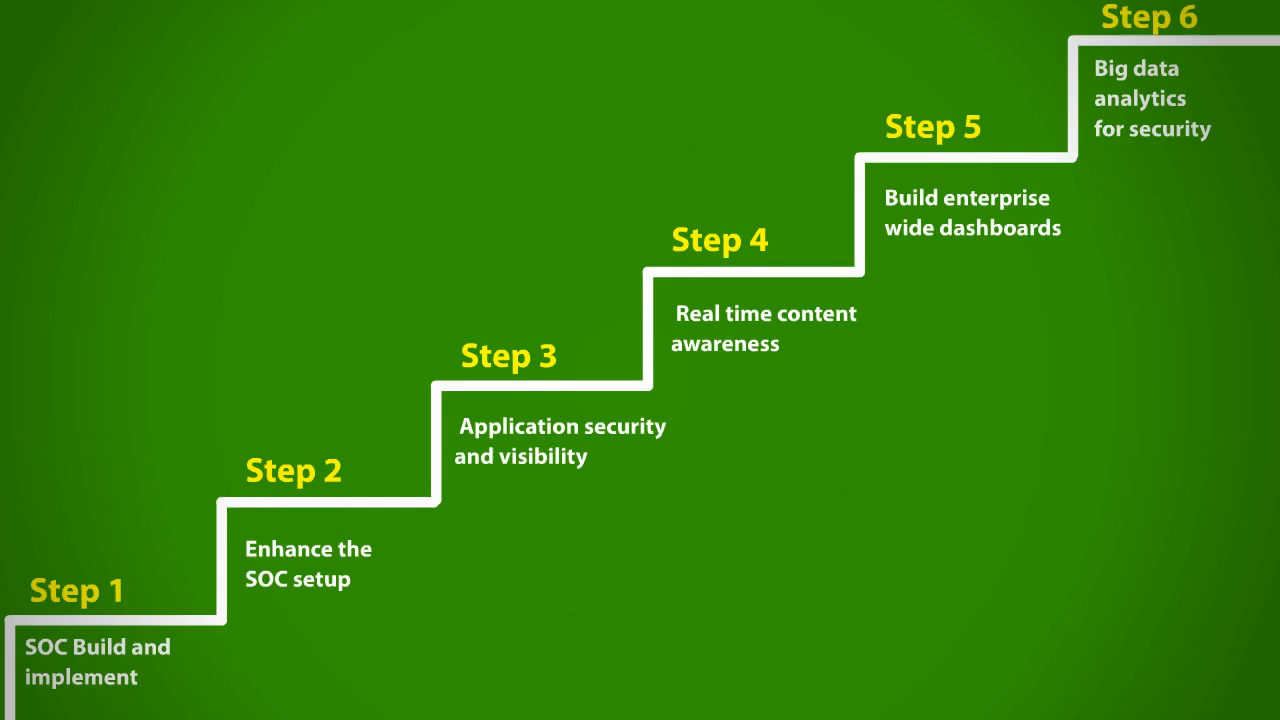 Step 1
SOC Build and
implement
Step 2
Enhance the
SOC setup
Step 3
Application security
and visibility
Step 4
Real time content
awareness
Step 5
Build enterprise
wide dashboards
Step 6
Big data
analytics
for security